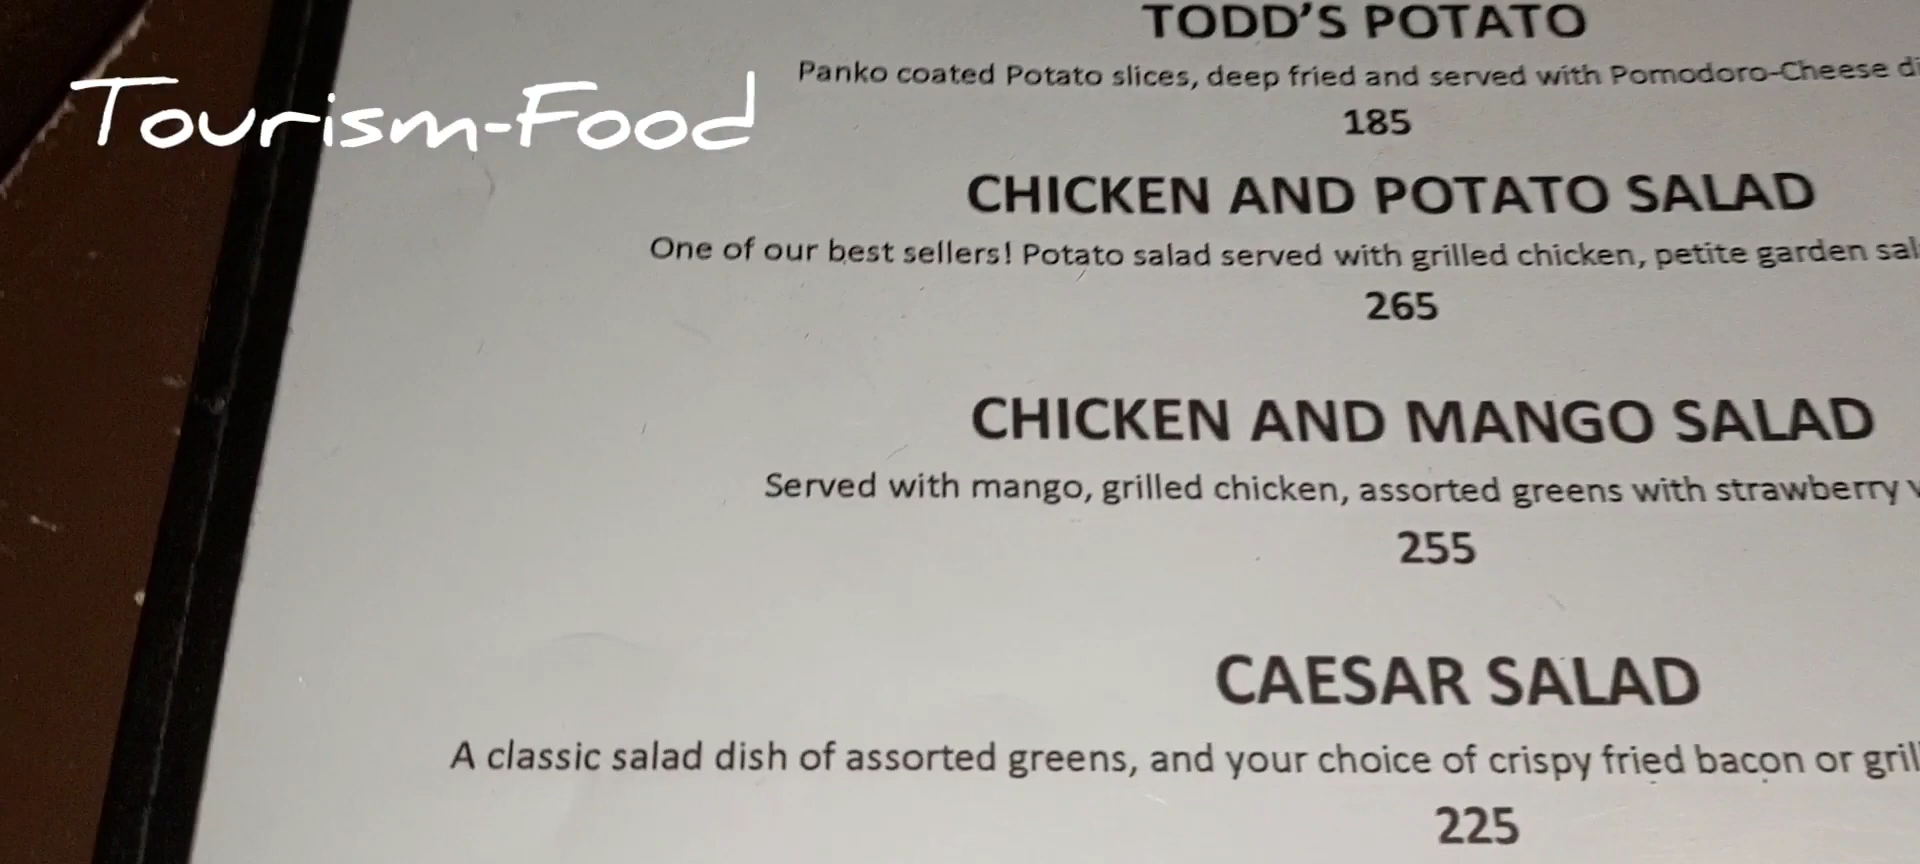 Tourism-Food
TODD'S POTATO
Panko coated Potato slices, deep fried and served with Pomodoro-Cheese
185
CHICKEN AND POTATO SALAD
One of our best sellers! Potato salad served with grilled chicken, petite garden
265
CHICKEN AND MANGO SALAD
Served with mango, grilled chicken, assorted greens with strawberry
255
CAESAR SALAD
A classic salad dish of assorted greens, and your choice of crispy fried bacon or
225